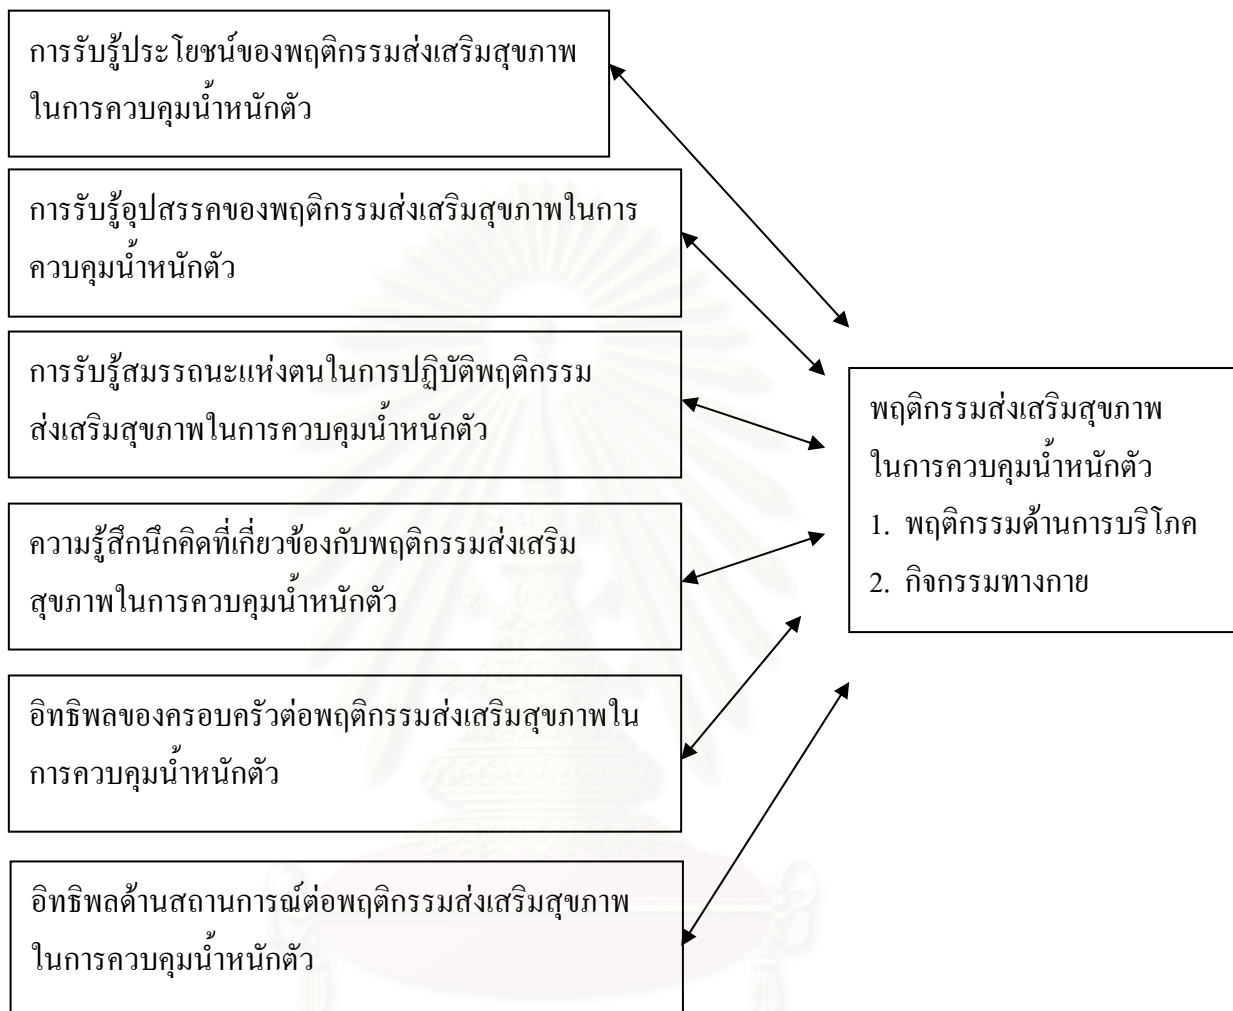 การรับรู้ประโยชน์ของพฤติกรรมส่งเสริมสุขภาพ
ในการควบคุมน้ำหนักตัว
การรับรู้อุปสรรคของพฤติกรรมส่งเสริมสุขภาพในการ
ควบคุมน้ำหนักตัว
การรับรู้สมรรถนะแห่งตนในการปฏิบัติพฤติกรรม
ส่งเสริมสุขภาพในการควบคุมน้ำหนักตัว
ความรู้สึกนึกคิดที่เกี่ยวข้องกับพฤติกรรมส่งเสริม
สุขภาพในการควบคุมน้ำหนักตัว
อิทธิพลของครอบครัวต่อพฤติกรรมส่งเสริมสุขภาพใน
การควบคุมน้ำหนักตัว
อิทธิพลด้านสถานการณ์ต่อพฤติกรรมส่งเสริมสุขภาพ
ในการควบคุมน้ำหนักตัว
พฤติกรรมส่งเสริมสุขภาพ
ในการควบคุมน้ำหนักตัว
1. พฤติกรรมด้านการบริโภค
2. กิจกรรมทางกาย